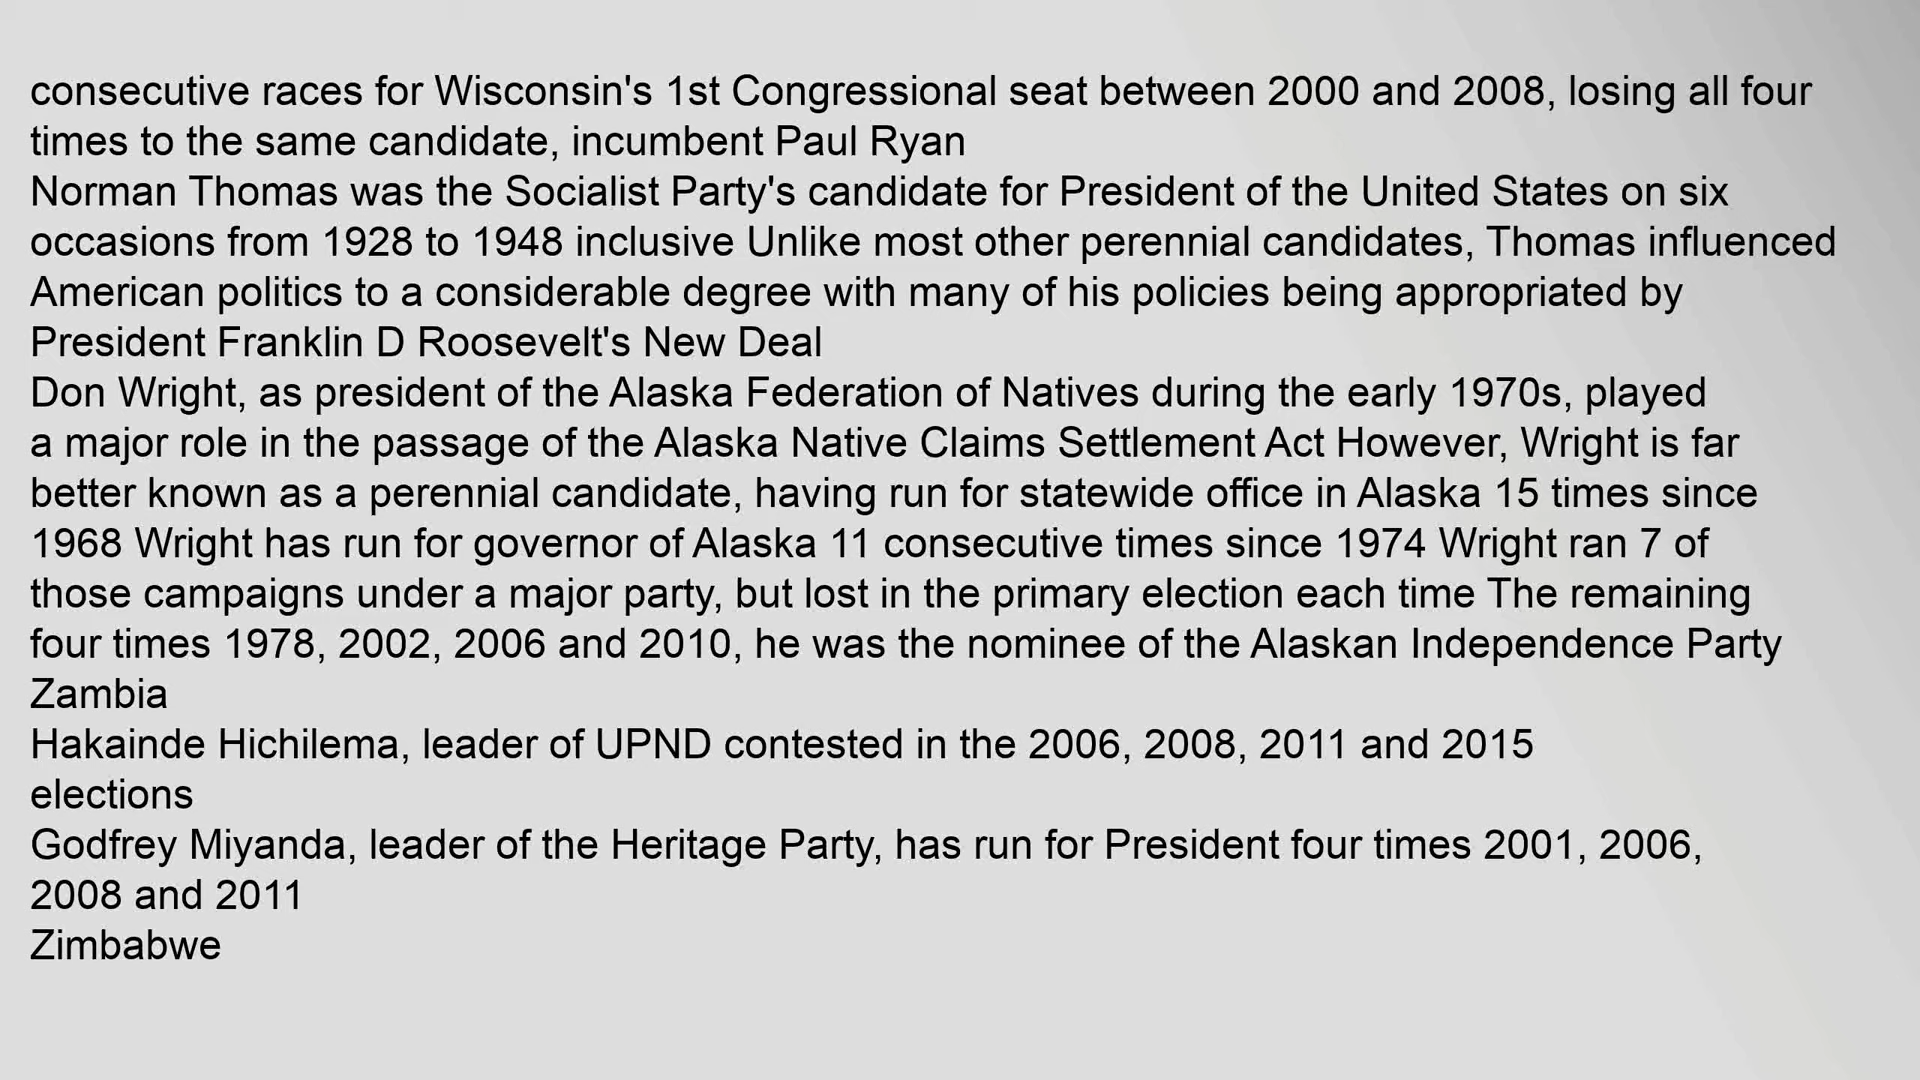 consecutive races for Wisconsin's 1st Congressional seat between 2000 and 2008, losing all four
times to the same candidate, incumbent Paul Ryan
Norman Thomas was the Socialist Party's candidate for President of the United States on six
occasions from 1928 to 1948 inclusive Unlike most other perennial candidates, Thomas influenced
American politics to a considerable degree with many of his policies being appropriated by
President Franklin D Roosevelt's New Deal
Don Wright, as president of the Alaska Federation of Natives during the early 1970s, played
a major role in the passage of the Alaska Native Claims Settlement Act However, Wright is far
better known as a perennial candidate, having run for statewide office in Alaska 15 times since
1968 Wright has run for governor of Alaska 11 consecutive times since 1974 Wright ran 7 of
those campaigns under a major party, but lost in the primary election each time The remaining
four times 1978, 2002, 2006 and 2010, he was the nominee of the Alaskan Independence Party
Zambia
Hakainde Hichilema, leader of UPND contested in the 2006, 2008, 2011 and 2015
elections
Godfrey Miyanda, leader of the Heritage Party, has run for President four times 2001, 2006,
2008 and 2011
Zimbabwe